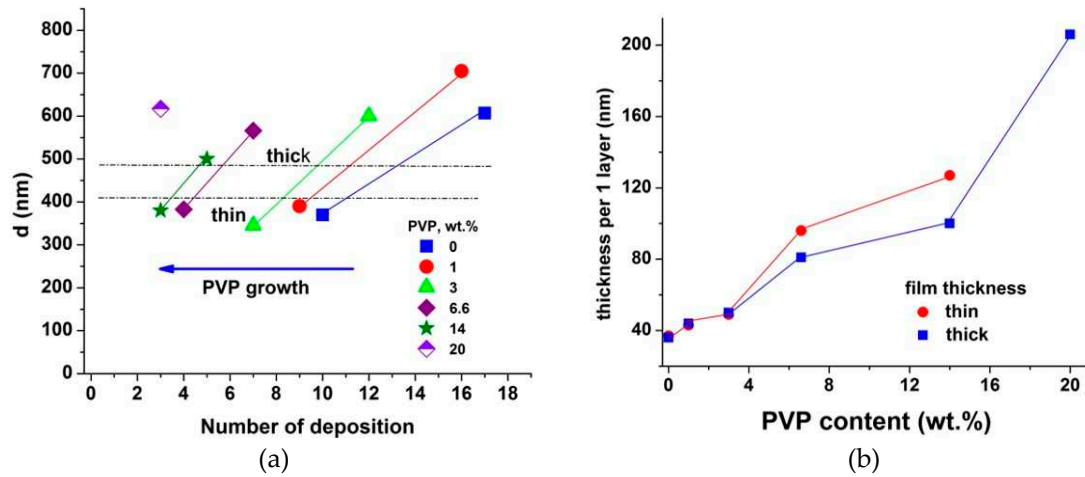 800
700
600
500
400
300
200
100
0
d (nm)
thick
thin
PVP, wt.%
0
1
3
6.6
14
20
PVP growth
0 2 4 6 8 10 12 14 16 18
Number of deposition
(a)
200
160
120
80
40
thickness per 1 layer (nm)
film thickness
thin
thick
0 4 8 12 16 20
PVP content (wt.%)
(b)